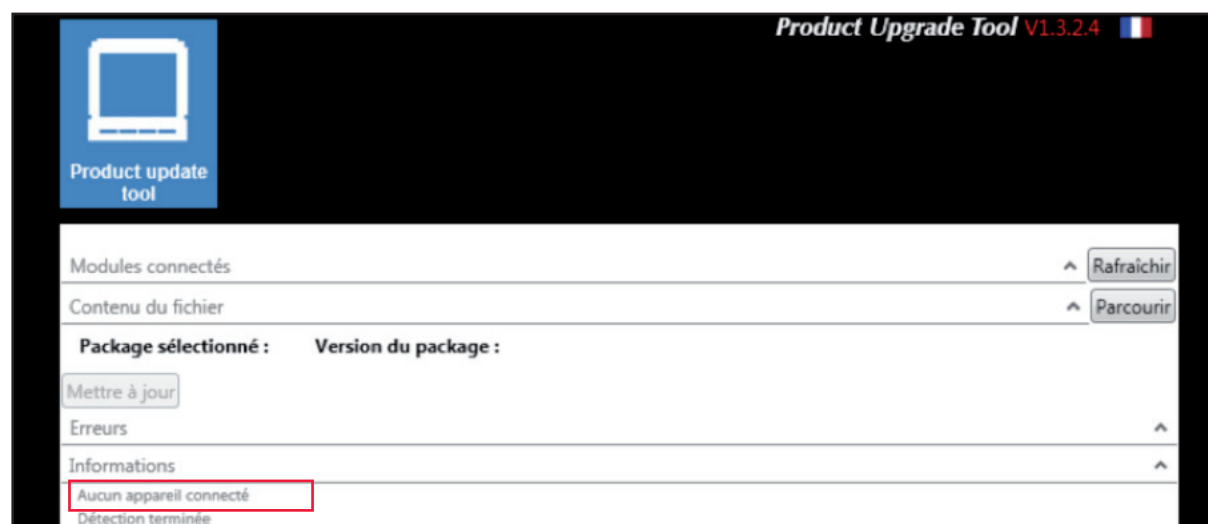 Product Upgrade Tool V1.3.2.4
Product update
tool
Modules connectés
Rafraîchir
Contenu du fichier
Parcourir
Package sélectionné : Version du package :
Mettre à jour
Erreurs
Informations
Aucun appareil connecté
Détection terminée